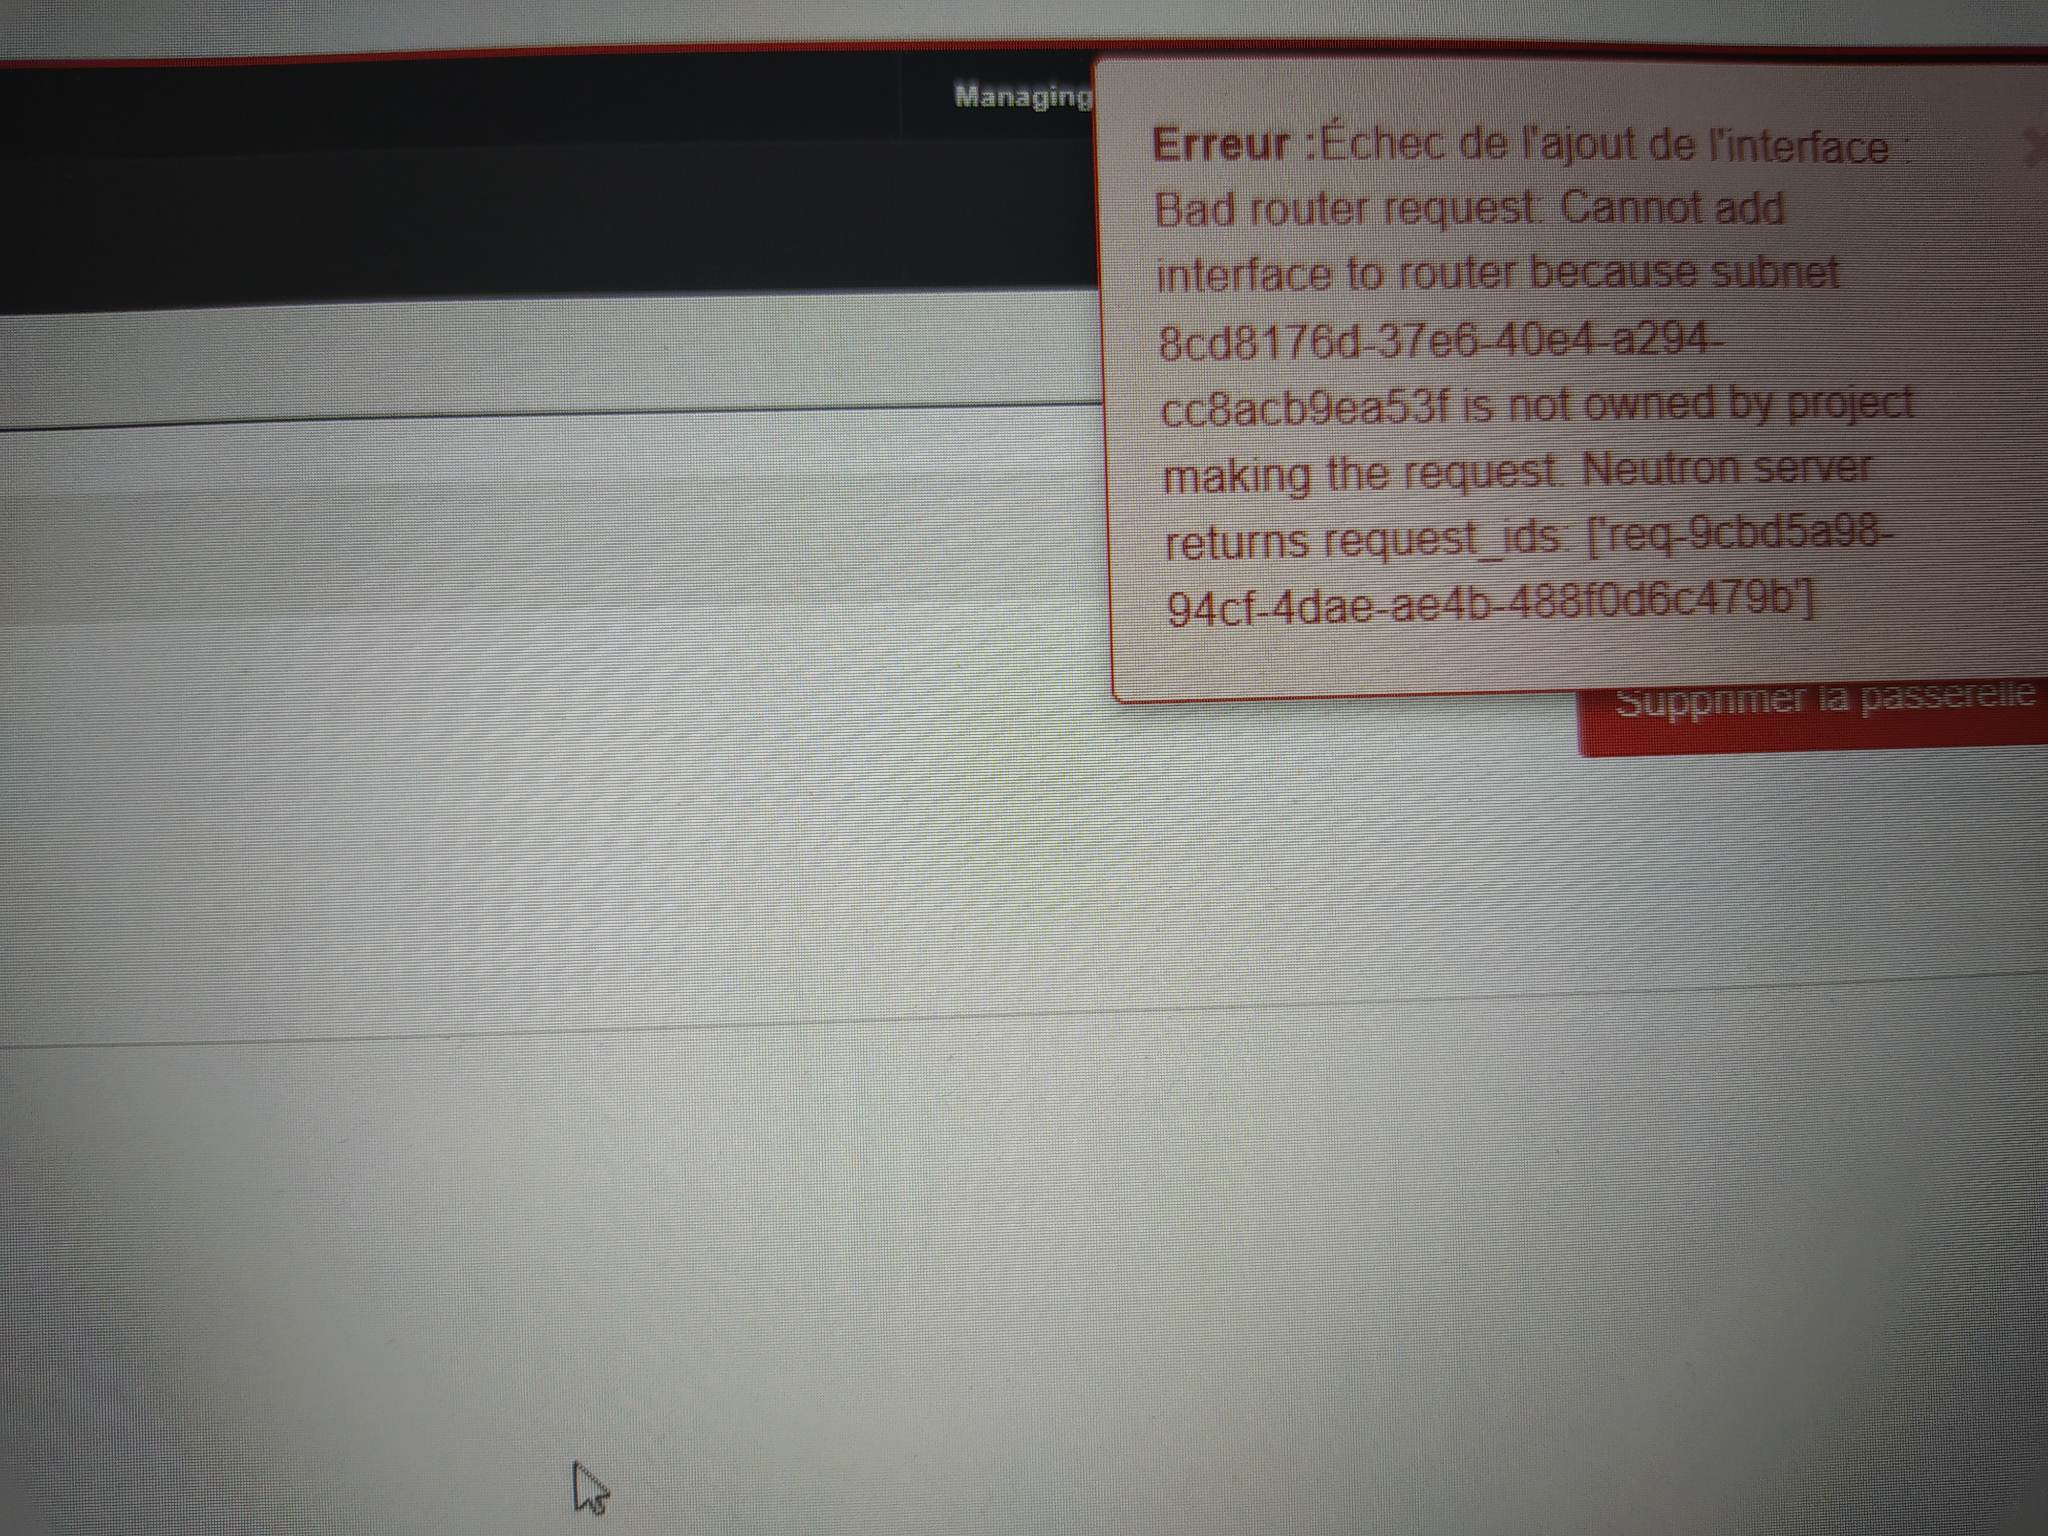 Managing
Erreur :Échec de l'ajout de l'interface :
Bad router request: Cannot add
interface to router because subnet
8cd8176d-37e6-40e4-a294-
cc8acb9ea53f is not owned by project
making the request. Neutron server
returns request_ids: ['req-9cbd5a98-
94cf-4dae-ae4b-488f0d6c479b']
Supprimer la passerelle